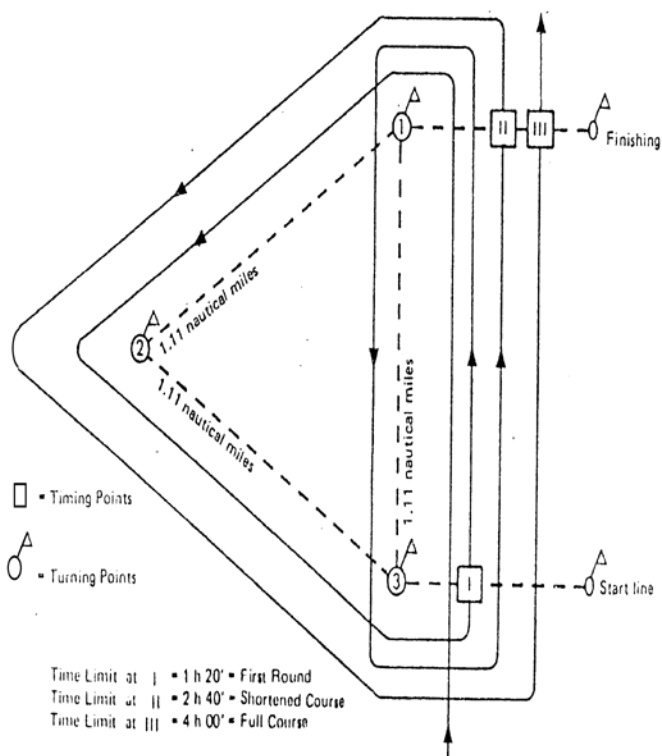 1
II
III
Finishing
1.11 nautical miles
2
1.11 nautical miles
1.11 nautical miles
= Timing Points
3
I
Start line
= Turning Points
Time Limit at I = 1 h 20' = First Round
Time Limit at II = 2 h 40' = Shortened Course
Time Limit at III = 4 h 00' = Full Course